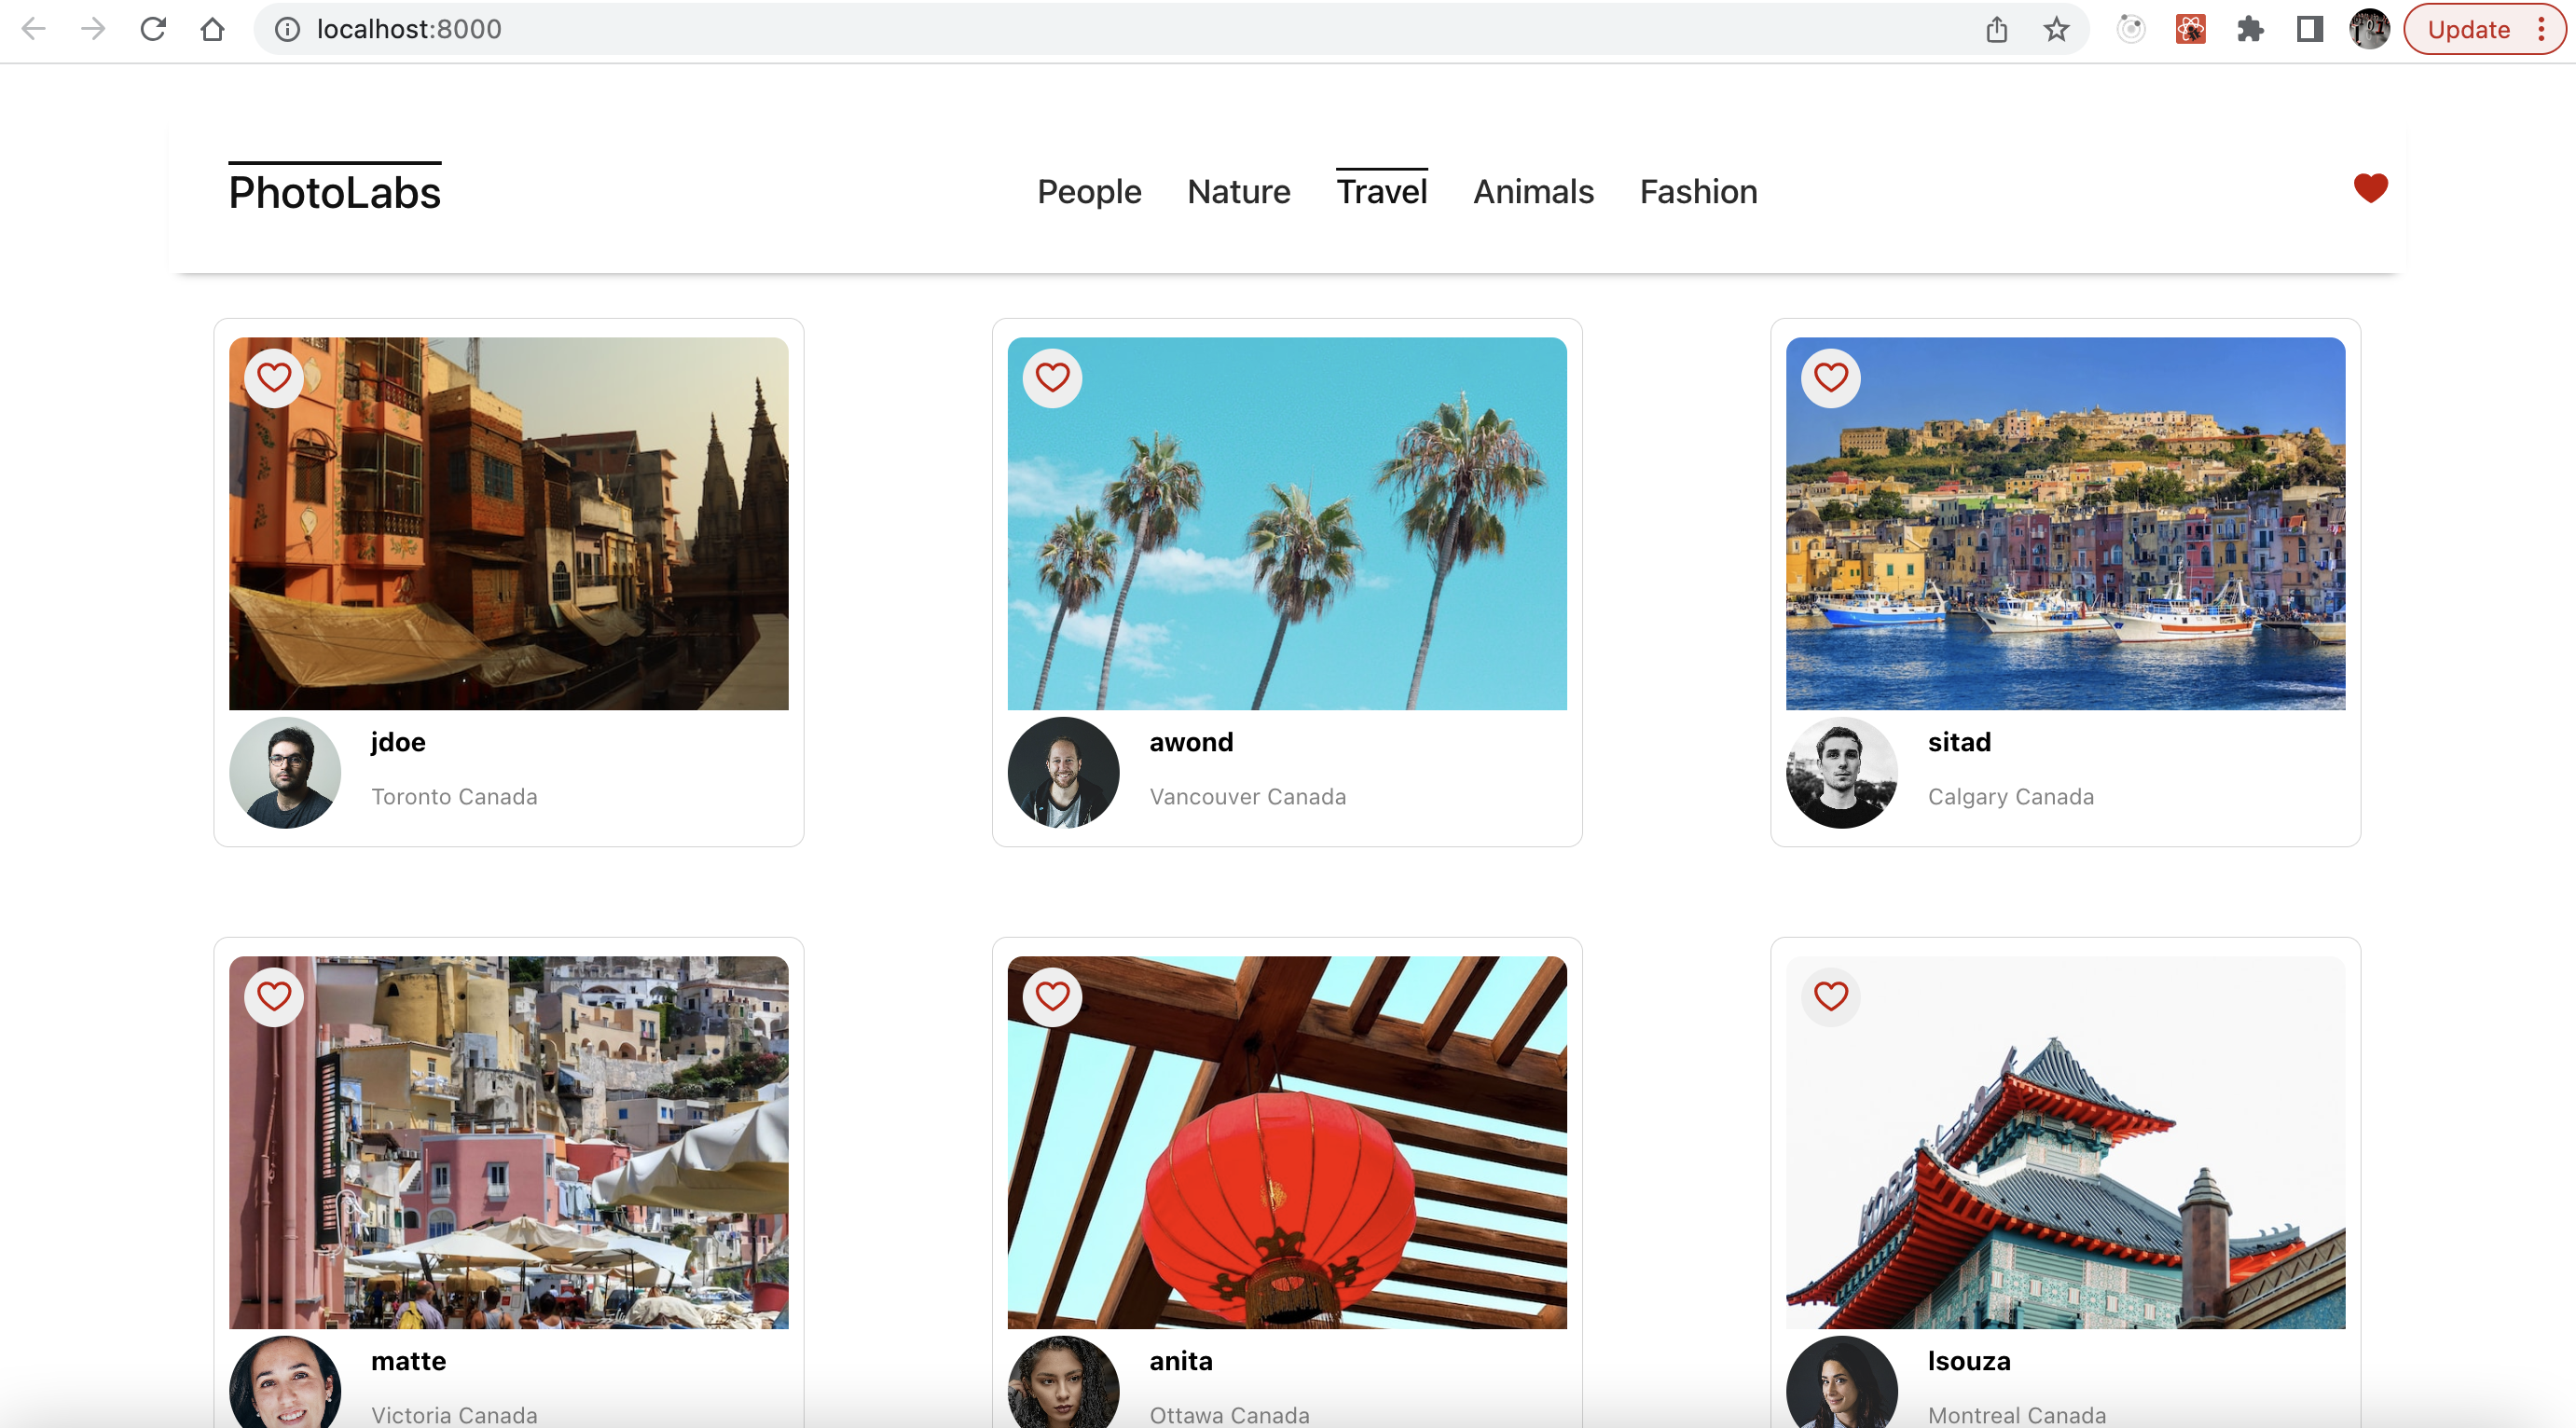 localhost:8000
Update
PhotoLabs
People Nature Travel Animals Fashion
jdoe
Toronto Canada
awond
Vancouver Canada
sitad
Calgary Canada
matte
Victoria Canada
anita
Ottawa Canada
lsouza
Montreal Canada